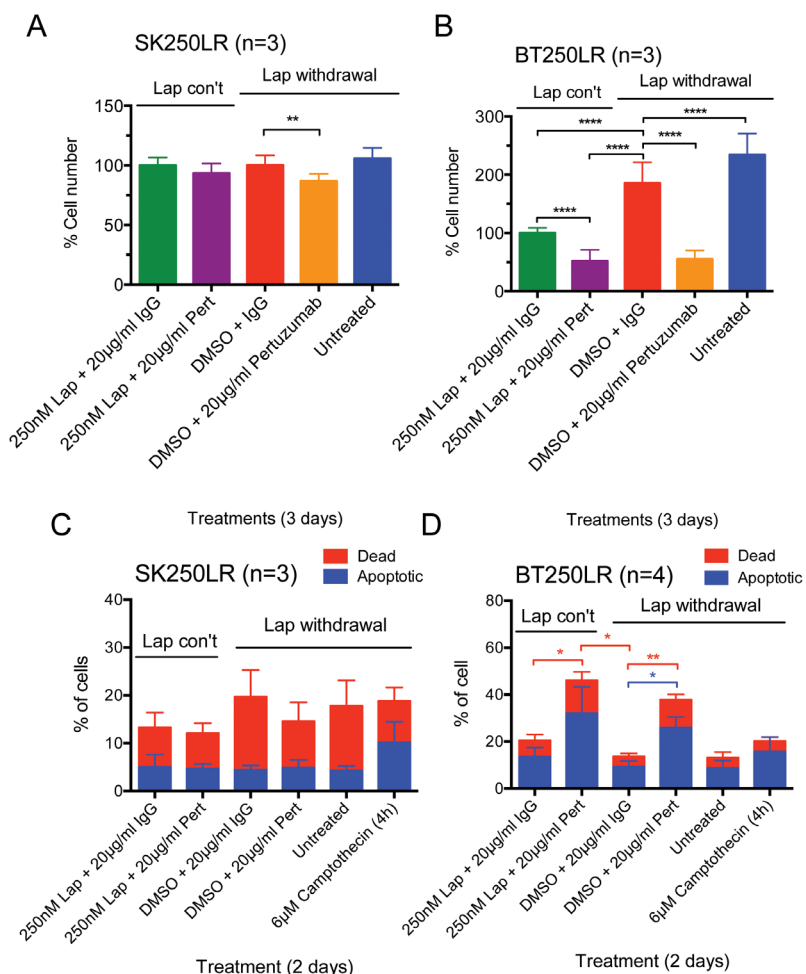 A
SK250LR (n=3)
Lap con't
Lap withdrawal
150
100
50
0
% Cell number
**
250nM Lap + 20µg/ml IgG
250nM Lap + 20µg/ml Pert
DMSO + IgG
DMSO + 20µg/ml Pertuzumab
Untreated
Treatments (3 days)
B
BT250LR (n=3)
Lap con't
Lap withdrawal
300
200
100
0
% Cell number
****
****
****
****
****
250nM Lap + 20µg/ml IgG
250nM Lap + 20µg/ml Pert
DMSO + IgG
DMSO + 20µg/ml Pertuzumab
Untreated
Treatments (3 days)
C
SK250LR (n=3)
Dead
Apoptotic
Lap con't
Lap withdrawal
40
30
20
10
0
% of cells
250nM Lap + 20µg/ml IgG
250nM Lap + 20µg/ml Pert
DMSO + 20µg/ml IgG
DMSO + 20µg/ml Pert
Untreated
6µM Camptothecin (4h)
Treatment (2 days)
D
BT250LR (n=4)
Dead
Apoptotic
Lap con't
Lap withdrawal
80
60
40
20
0
% of cell
*
*
**
*
250nM Lap + 20µg/ml IgG
250nM Lap + 20µg/ml Pert
DMSO + 20µg/ml IgG
DMSO + 20µg/ml Pert
Untreated
6µM Camptothecin (4h)
Treatment (2 days)